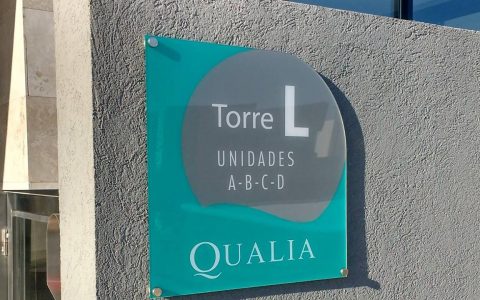 Torre L
UNIDADES
A-B-C-D
QUALIA